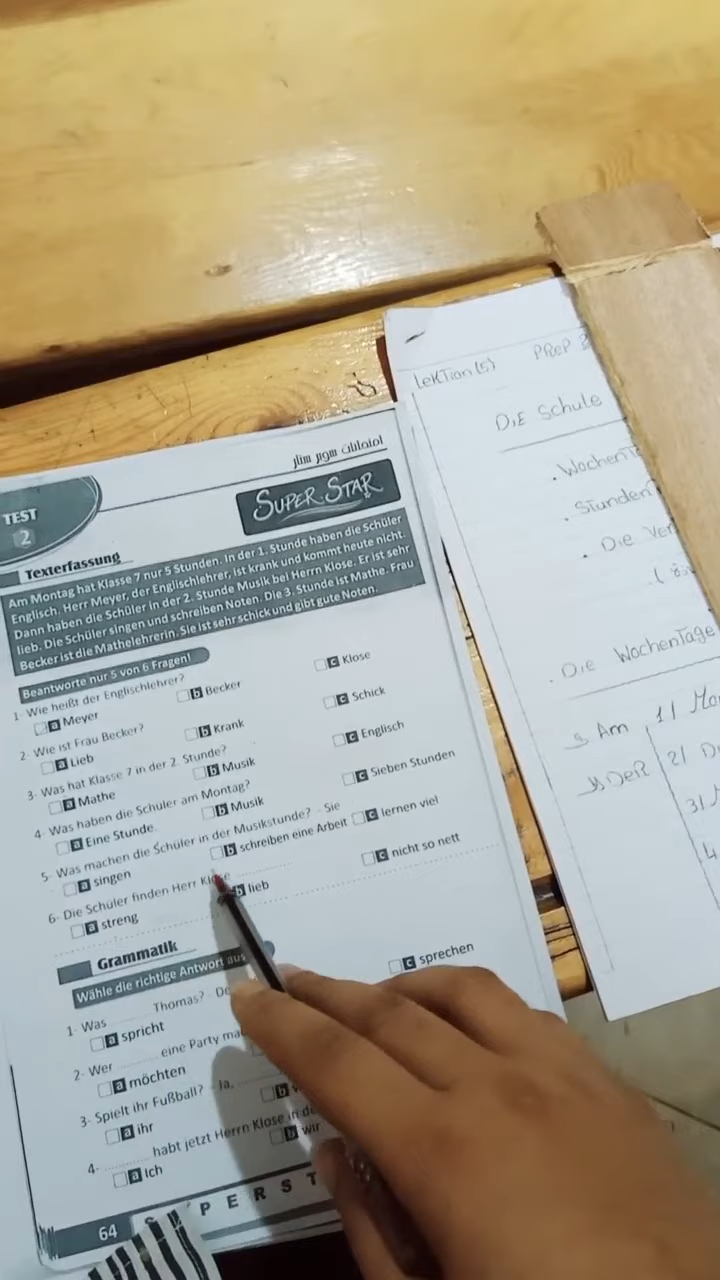 امتحانات سوبر ستار
SUPER STAR
TEST
2
Texterfassung
Am Montag hat Klasse 7 nur 5 Stunden. In der 1. Stunde haben die Schüler
Englisch. Herr Meyer, der Englischlehrer, ist krank und kommt heute nicht.
Dann haben die Schüler in der 2. Stunde Musik bei Herrn Klose. Er ist sehr
lieb. Die Schüler singen und schreiben Noten. Die 3. Stunde ist Mathe. Frau
Becker ist die Mathelehrerin. Sie ist sehr schick und gibt gute Noten.
Beantworte nur 5 von 6 Fragen!
1- Wie heißt der Englischlehrer?
a Meyer b Becker c Klose
2. Wie ist Frau Becker?
a Lieb b Krank c Schick
3- Was hat Klasse 7 in der 2. Stunde?
a Mathe b Musik c Englisch
4- Was haben die Schüler am Montag?
a Eine Stunde. b Musik c Sieben Stunden
5- Was machen die Schüler in der Musikstunde? - Sie
a singen b schreiben eine Arbeit c lernen viel
6- Die Schüler finden Herr Klose
a streng b lieb c nicht so nett
Grammatik
Wähle die richtige Antwort aus
1- Was ........ Thomas?
a spricht c sprechen
2- Wer ........ eine Party
a möchten
3- Spielt ihr Fußball? - Ja,
a ihr b
4- ........ habt jetzt Herrn Klose in
a Ich b wir
64
PERST
LeKTion (5) PReP
DiE Schule
. Wochen
. Stunden
. Die Ver
. Die WochenTage
Am 1/ Mo
DeR 2/ D
3/
4